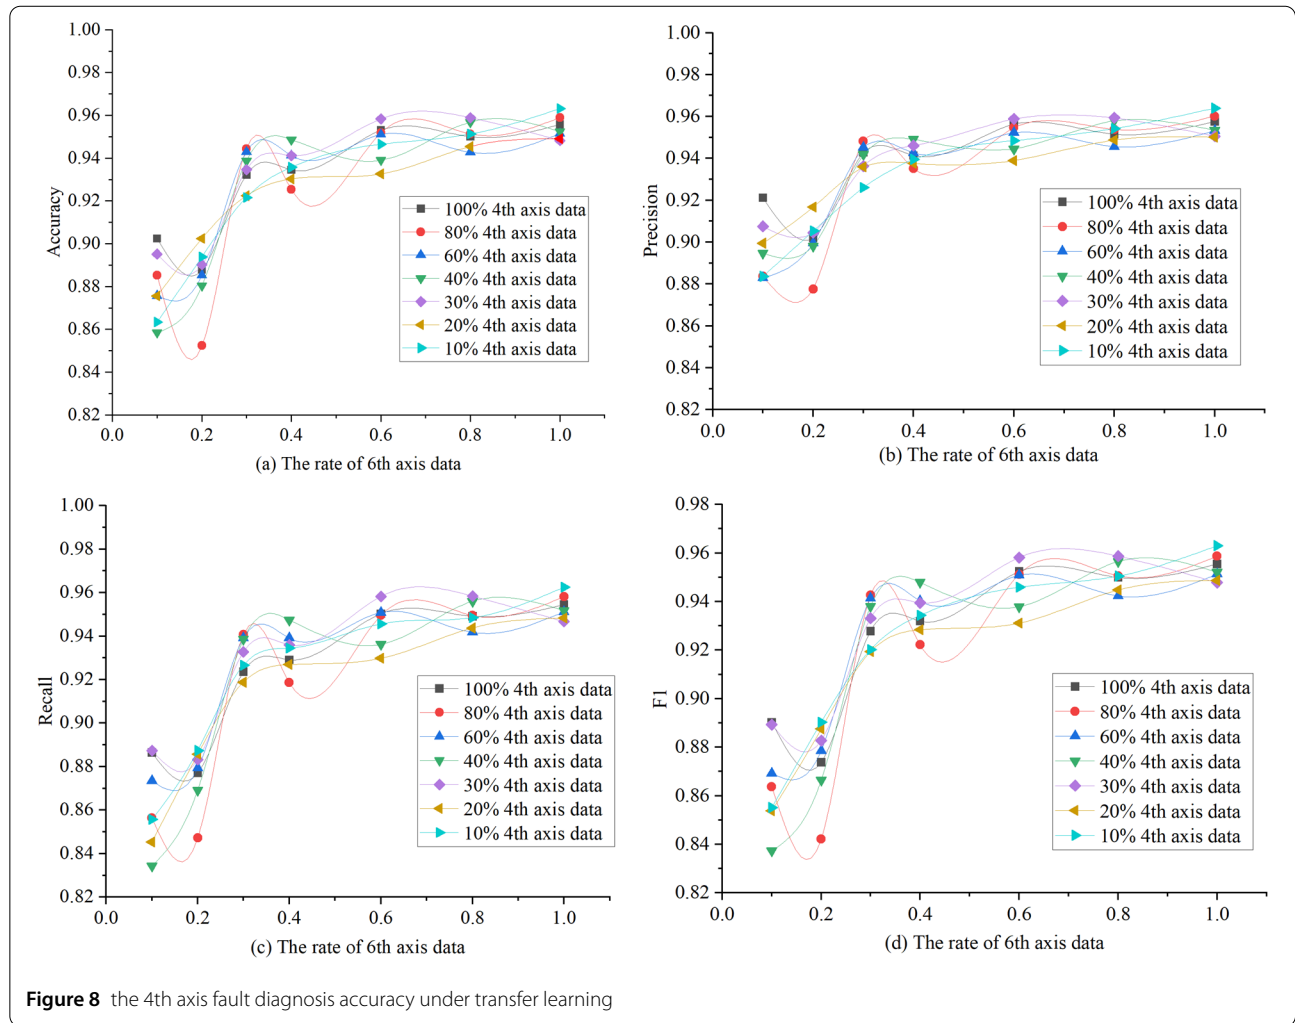 1.00
0.98
0.96
0.94
0.92
0.90
0.88
0.86
0.84
0.82
Accuracy
0.0 0.2 0.4 0.6 0.8 1.0
(a) The rate of 6th axis data
100% 4th axis data
80% 4th axis data
60% 4th axis data
40% 4th axis data
30% 4th axis data
20% 4th axis data
10% 4th axis data
1.00
0.98
0.96
0.94
0.92
0.90
0.88
0.86
0.84
0.82
Precision
0.0 0.2 0.4 0.6 0.8 1.0
(b) The rate of 6th axis data
100% 4th axis data
80% 4th axis data
60% 4th axis data
40% 4th axis data
30% 4th axis data
20% 4th axis data
10% 4th axis data
1.00
0.98
0.96
0.94
0.92
0.90
0.88
0.86
0.84
0.82
Recall
0.0 0.2 0.4 0.6 0.8 1.0
(c) The rate of 6th axis data
100% 4th axis data
80% 4th axis data
60% 4th axis data
40% 4th axis data
30% 4th axis data
20% 4th axis data
10% 4th axis data
0.98
0.96
0.94
0.92
0.90
0.88
0.86
0.84
0.82
F1
0.0 0.2 0.4 0.6 0.8 1.0
(d) The rate of 6th axis data
100% 4th axis data
80% 4th axis data
60% 4th axis data
40% 4th axis data
30% 4th axis data
20% 4th axis data
10% 4th axis data
Figure 8 the 4th axis fault diagnosis accuracy under transfer learning